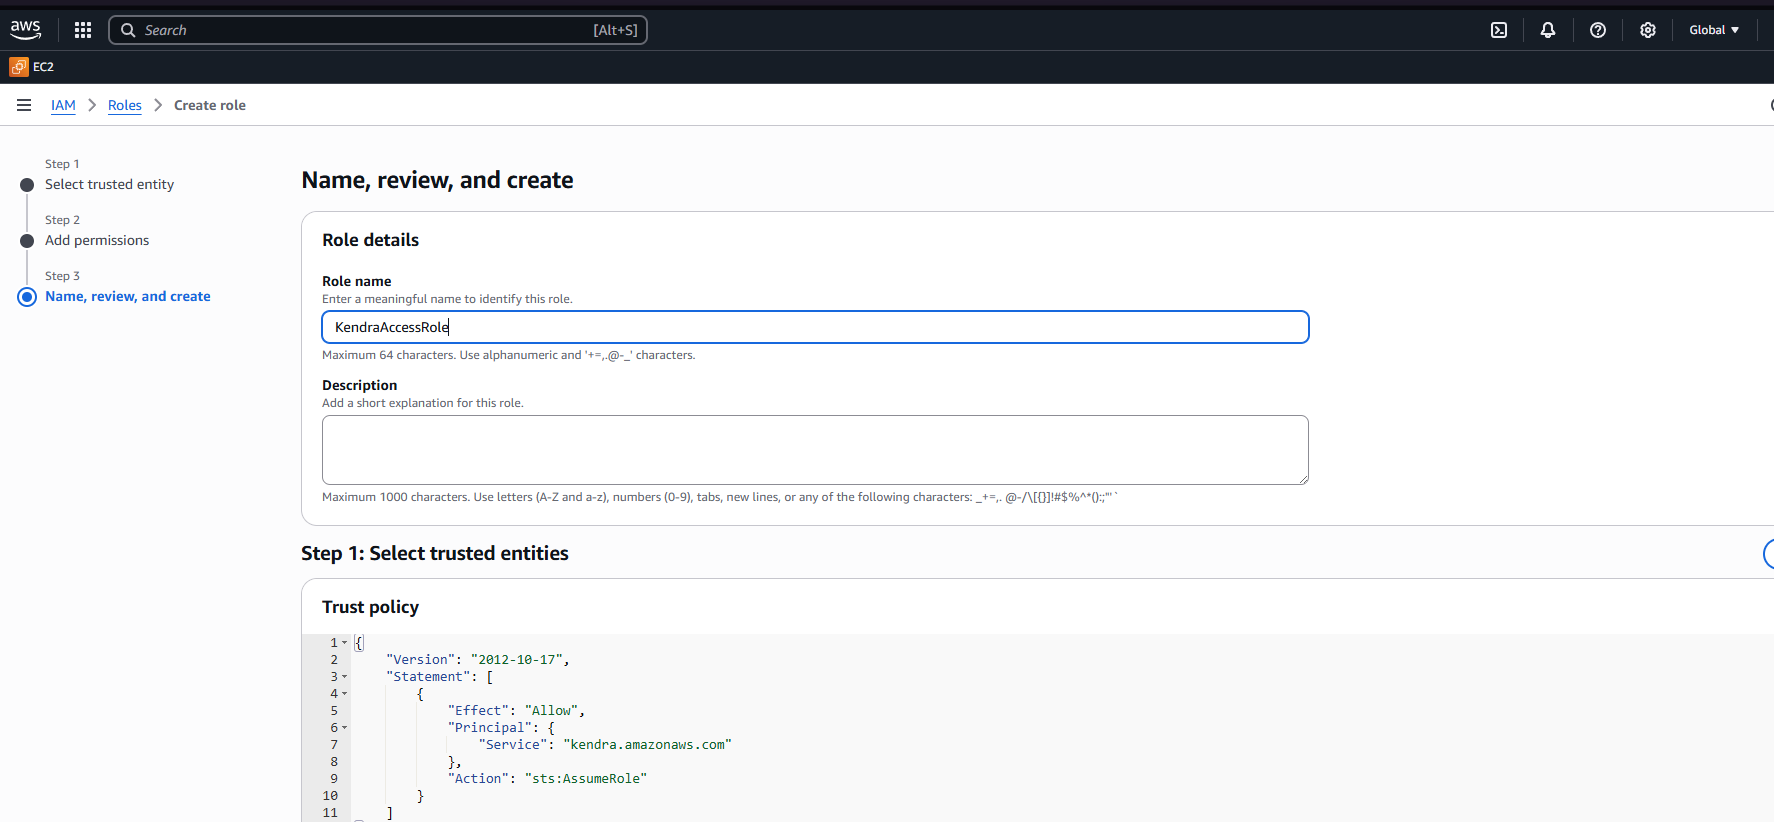 aws
Search [Alt+S] Global
EC2
IAM Roles Create role
Step 1
Select trusted entity
Step 2
Add permissions
Step 3
Name, review, and create
Name, review, and create
Role details
Role name
Enter a meaningful name to identify this role.
KendraAccessRole
Maximum 64 characters. Use alphanumeric and '+=,.@-_' characters.
Description
Add a short explanation for this role.
Maximum 1000 characters. Use letters (A-Z and a-z), numbers (0-9), tabs, new lines, or any of the following characters: _+=,. @-/\[{}]!#$%^*();:"'`
Step 1: Select trusted entities
Trust policy
1 {
2 "Version": "2012-10-17",
3 "Statement": [
4 {
5 "Effect": "Allow",
6 "Principal": {
7 "Service": "kendra.amazonaws.com"
8 },
9 "Action": "sts:AssumeRole"
10 }
11 ]